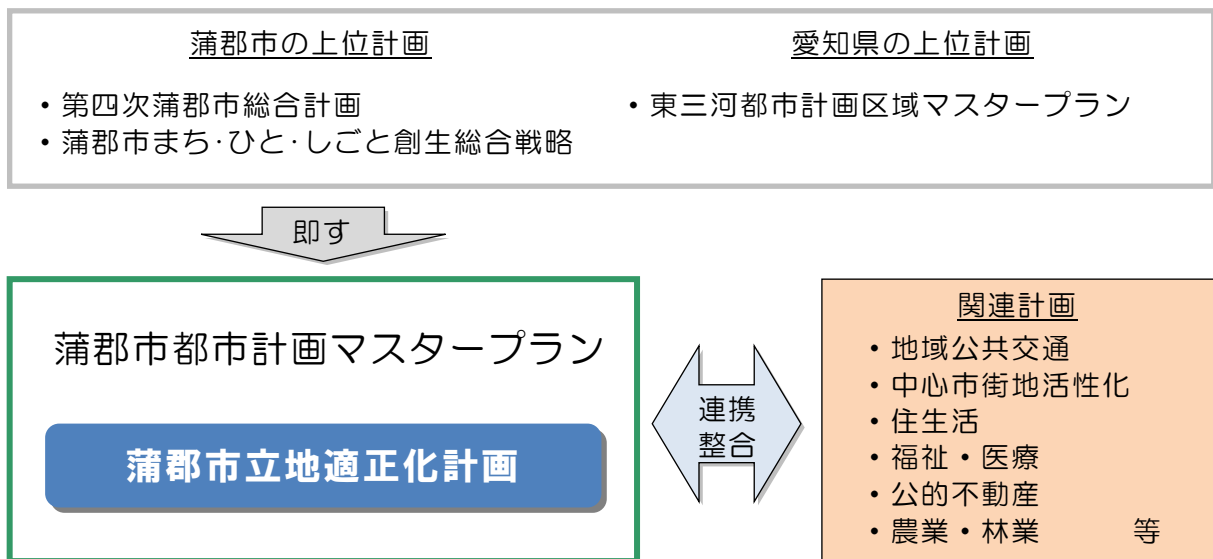 蒲郡市の上位計画
・第四次蒲郡市総合計画
・蒲郡市まち・ひと・しごと創生総合戦略
愛知県の上位計画
・東三河都市計画区域マスタープラン
即す
蒲郡市都市計画マスタープラン
蒲郡市立地適正化計画
連携
整合
関連計画
・地域公共交通
・中心市街地活性化
・住生活
・福祉・医療
・公的不動産
・農業・林業 等